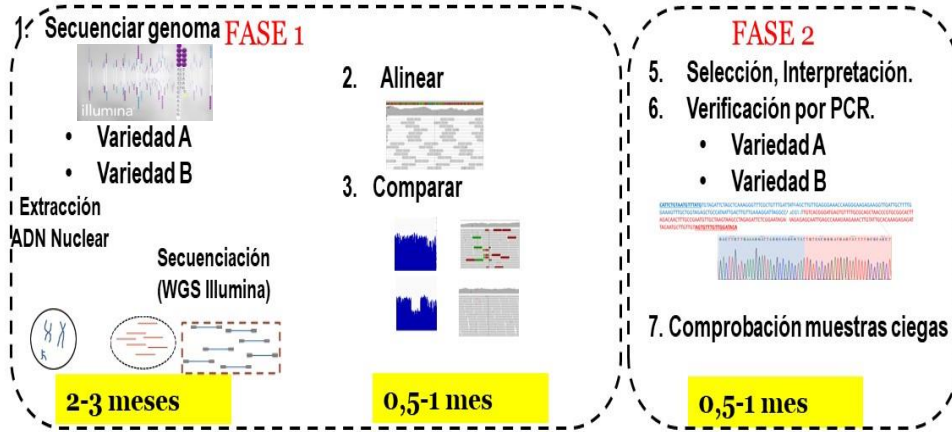 1. Secuenciar genoma
FASE 1
illumina
• Variedad A
• Variedad B
Extracción
ADN Nuclear
Secuenciación
(WGS Illumina)
2-3 meses
2. Alinear
3. Comparar
0,5-1 mes
FASE 2
5. Selección, Interpretación.
6. Verificación por PCR.
• Variedad A
• Variedad B
7. Comprobación muestras ciegas
0,5-1 mes